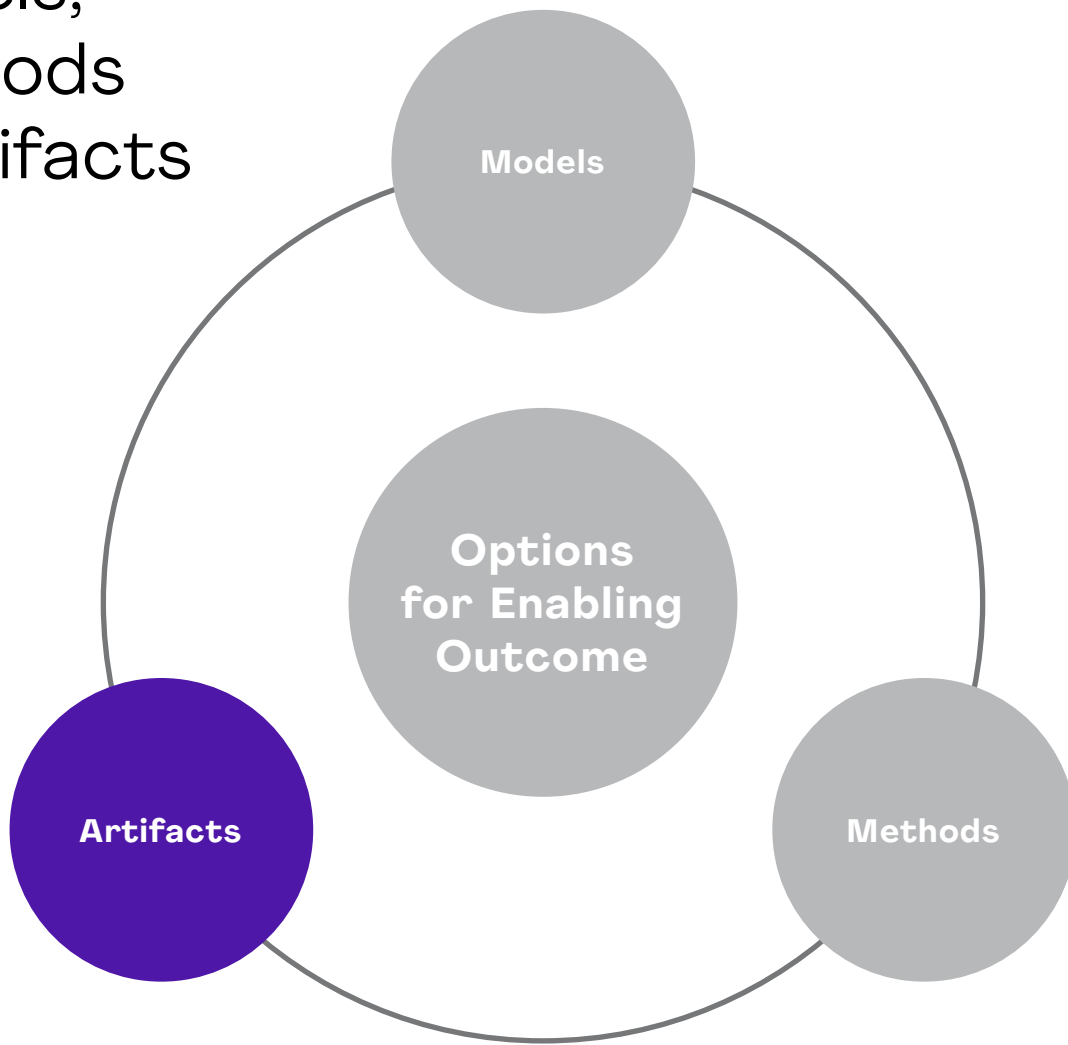 ods
ifacts
Models
Options
for Enabling
Outcome
Artifacts
Methods